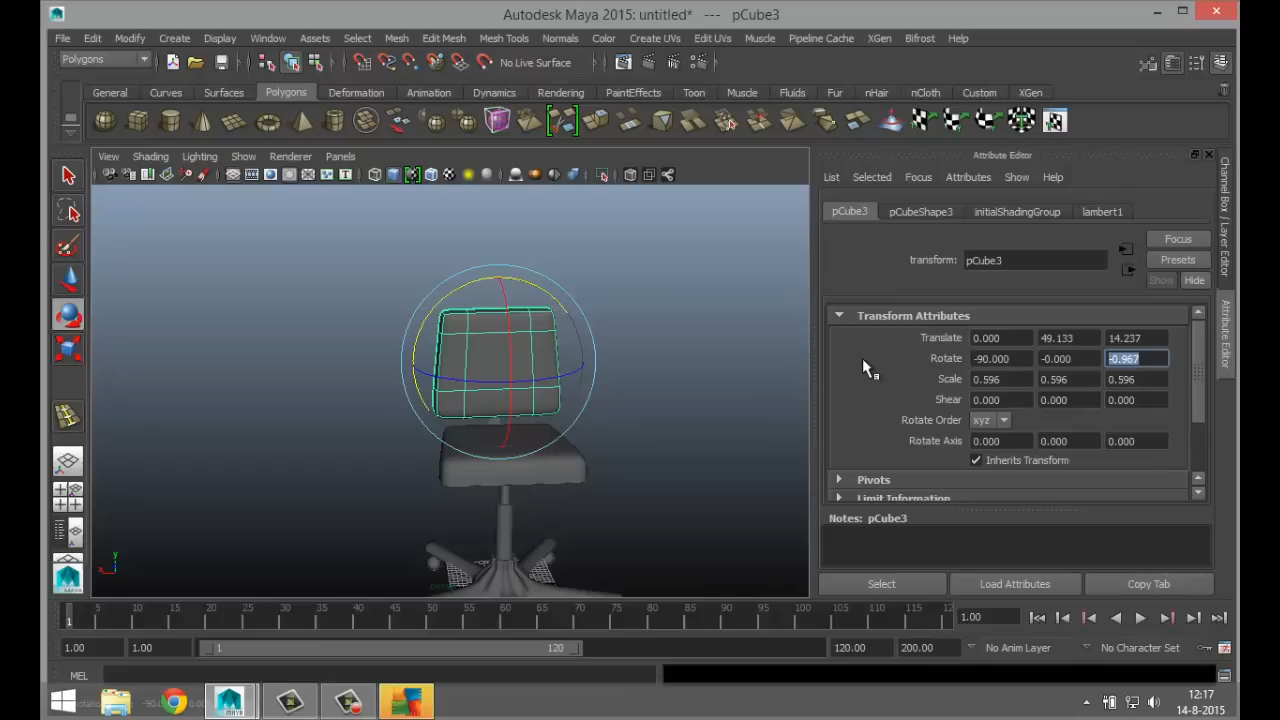 Autodesk Maya 2015: untitled* --- pCube3
File Edit Modify Create Display Window Assets Select Mesh Edit Mesh Mesh Tools Normals Color Create UVs Edit UVs Muscle Pipeline Cache XGen Bifrost Help
Polygons No Live Surface
General Curves Surfaces Polygons Deformation Animation Dynamics Rendering PaintEffects Toon Muscle Fluids Fur nHair nCloth Custom XGen
View Shading Lighting Show Renderer Panels
Attribute Editor
List Selected Focus Attributes Show Help
pCube3 pCubeShape3 initialShadingGroup lambert1
Focus
transform: pCube3 Presets
Show Hide
Transform Attributes
Translate 0.000 49.133 14.237
Rotate -90.000 -0.000 -0.967
Scale 0.596 0.596 0.596
Shear 0.000 0.000 0.000
Rotate Order xyz
Rotate Axis 0.000 0.000 0.000
Inherits Transform
Pivots
Limit Information
Notes: pCube3
Select Load Attributes Copy Tab
Channel Box / Layer Editor
Attribute Editor
y
x
5 10 15 20 25 30 35 40 45 50 55 60 65 70 75 80 85 90 95 100 105 110 115 12
1 1.00
1.00 1.00 1 120 120.00 200.00 No Anim Layer No Character Set
MEL
MAYA
12:17
14-8-2015